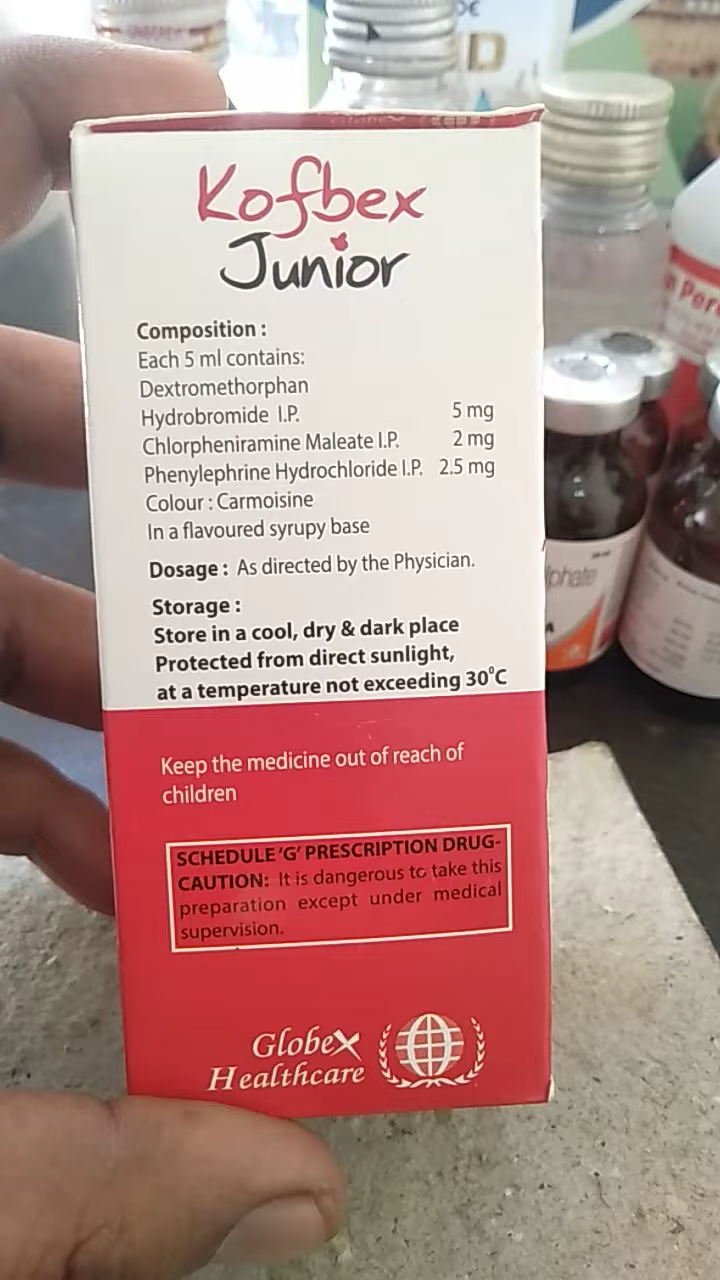 Kofbex
Junior
Composition :
Each 5 ml contains:
Dextromethorphan
Hydrobromide I.P. 5 mg
Chlorpheniramine Maleate I.P. 2 mg
Phenylephrine Hydrochloride I.P. 2.5 mg
Colour : Carmoisine
In a flavoured syrupy base
Dosage : As directed by the Physician.
Storage :
Store in a cool, dry & dark place
Protected from direct sunlight,
at a temperature not exceeding 30°C
Keep the medicine out of reach of
children
SCHEDULE 'G' PRESCRIPTION DRUG-
CAUTION: It is dangerous to take this
preparation except under medical
supervision.
Globex
Healthcare